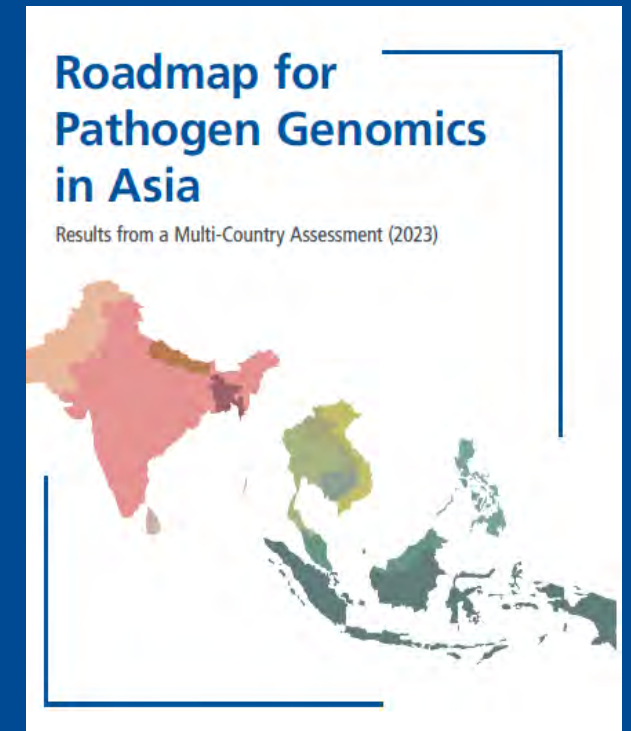 Roadmap for
Pathogen Genomics
in Asia
Results from a Multi-Country Assessment (2023)